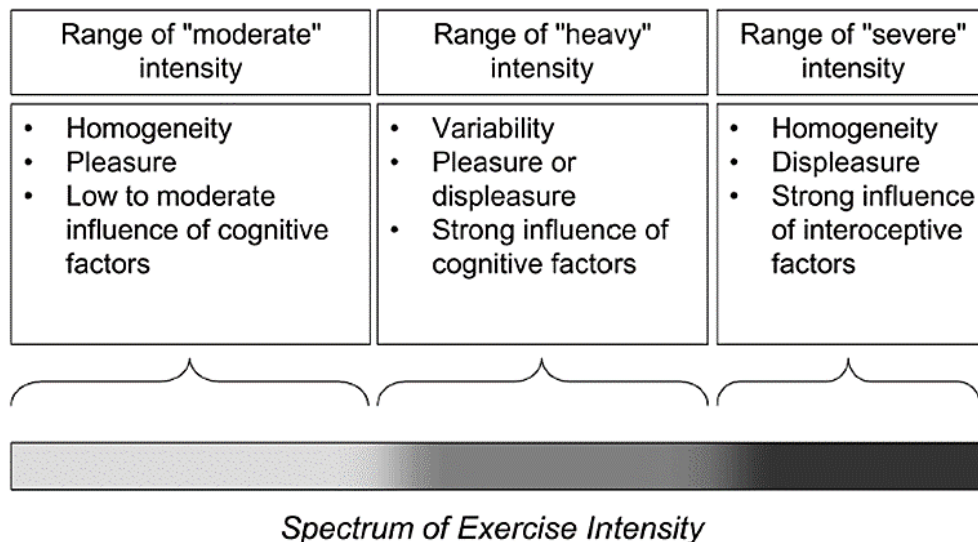 Range of "moderate"
intensity
Range of "heavy"
intensity
Range of "severe"
intensity
• Homogeneity
• Pleasure
• Low to moderate
influence of cognitive
factors
• Variability
• Pleasure or
displeasure
• Strong influence of
cognitive factors
• Homogeneity
• Displeasure
• Strong influence
of interoceptive
factors
Spectrum of Exercise Intensity